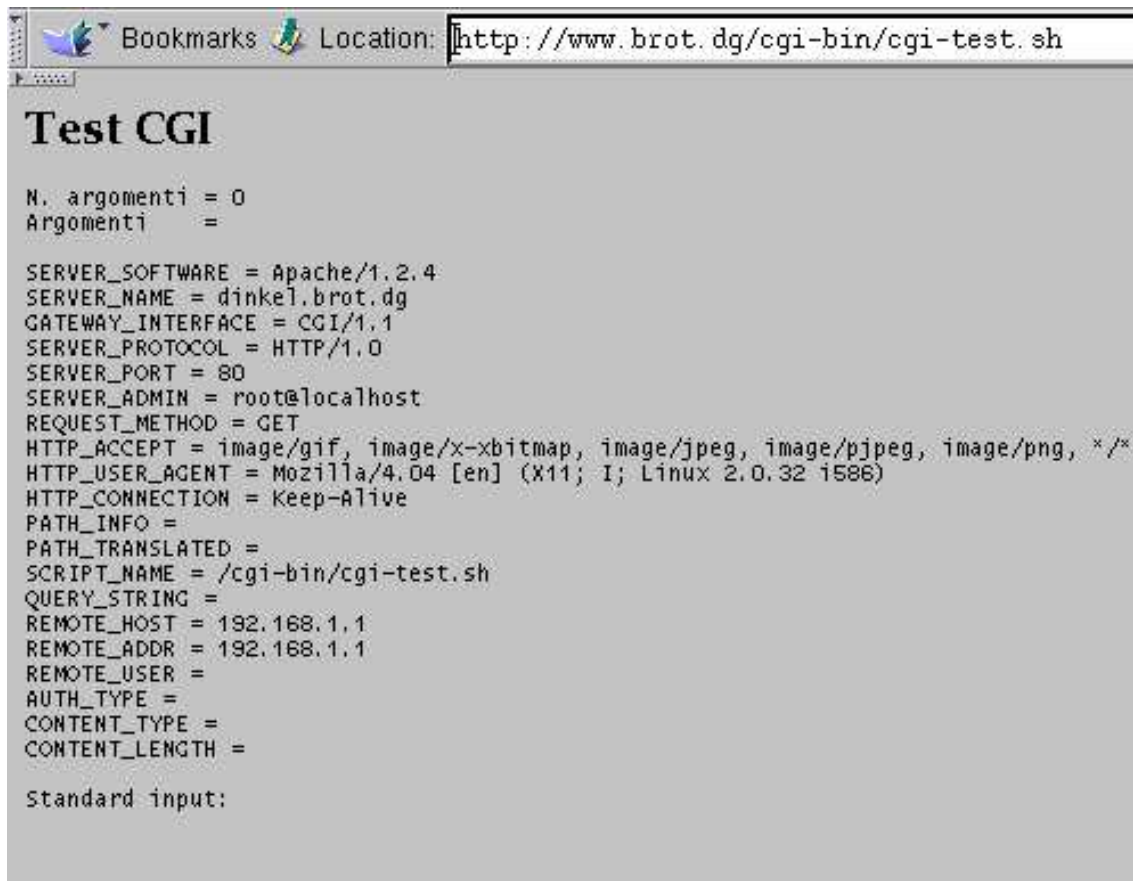 Bookmarks Location: http://www.brot.dg/cgi-bin/cgi-test.sh
Test CGI
N. argomenti = 0
Argomenti =
SERVER_SOFTWARE = Apache/1.2.4
SERVER_NAME = dinkel.brot.dg
GATEWAY_INTERFACE = CGI/1.1
SERVER_PROTOCOL = HTTP/1.0
SERVER_PORT = 80
SERVER_ADMIN = root@localhost
REQUEST_METHOD = GET
HTTP_ACCEPT = image/gif, image/x-xbitmap, image/jpeg, image/pjpeg, image/png, */*
HTTP_USER_AGENT = Mozilla/4.04 [en] (X11; I; Linux 2.0.32 i586)
HTTP_CONNECTION = Keep-Alive
PATH_INFO =
PATH_TRANSLATED =
SCRIPT_NAME = /cgi-bin/cgi-test.sh
QUERY_STRING =
REMOTE_HOST = 192.168.1.1
REMOTE_ADDR = 192.168.1.1
REMOTE_USER =
AUTH_TYPE =
CONTENT_TYPE =
CONTENT_LENGTH =
Standard input: